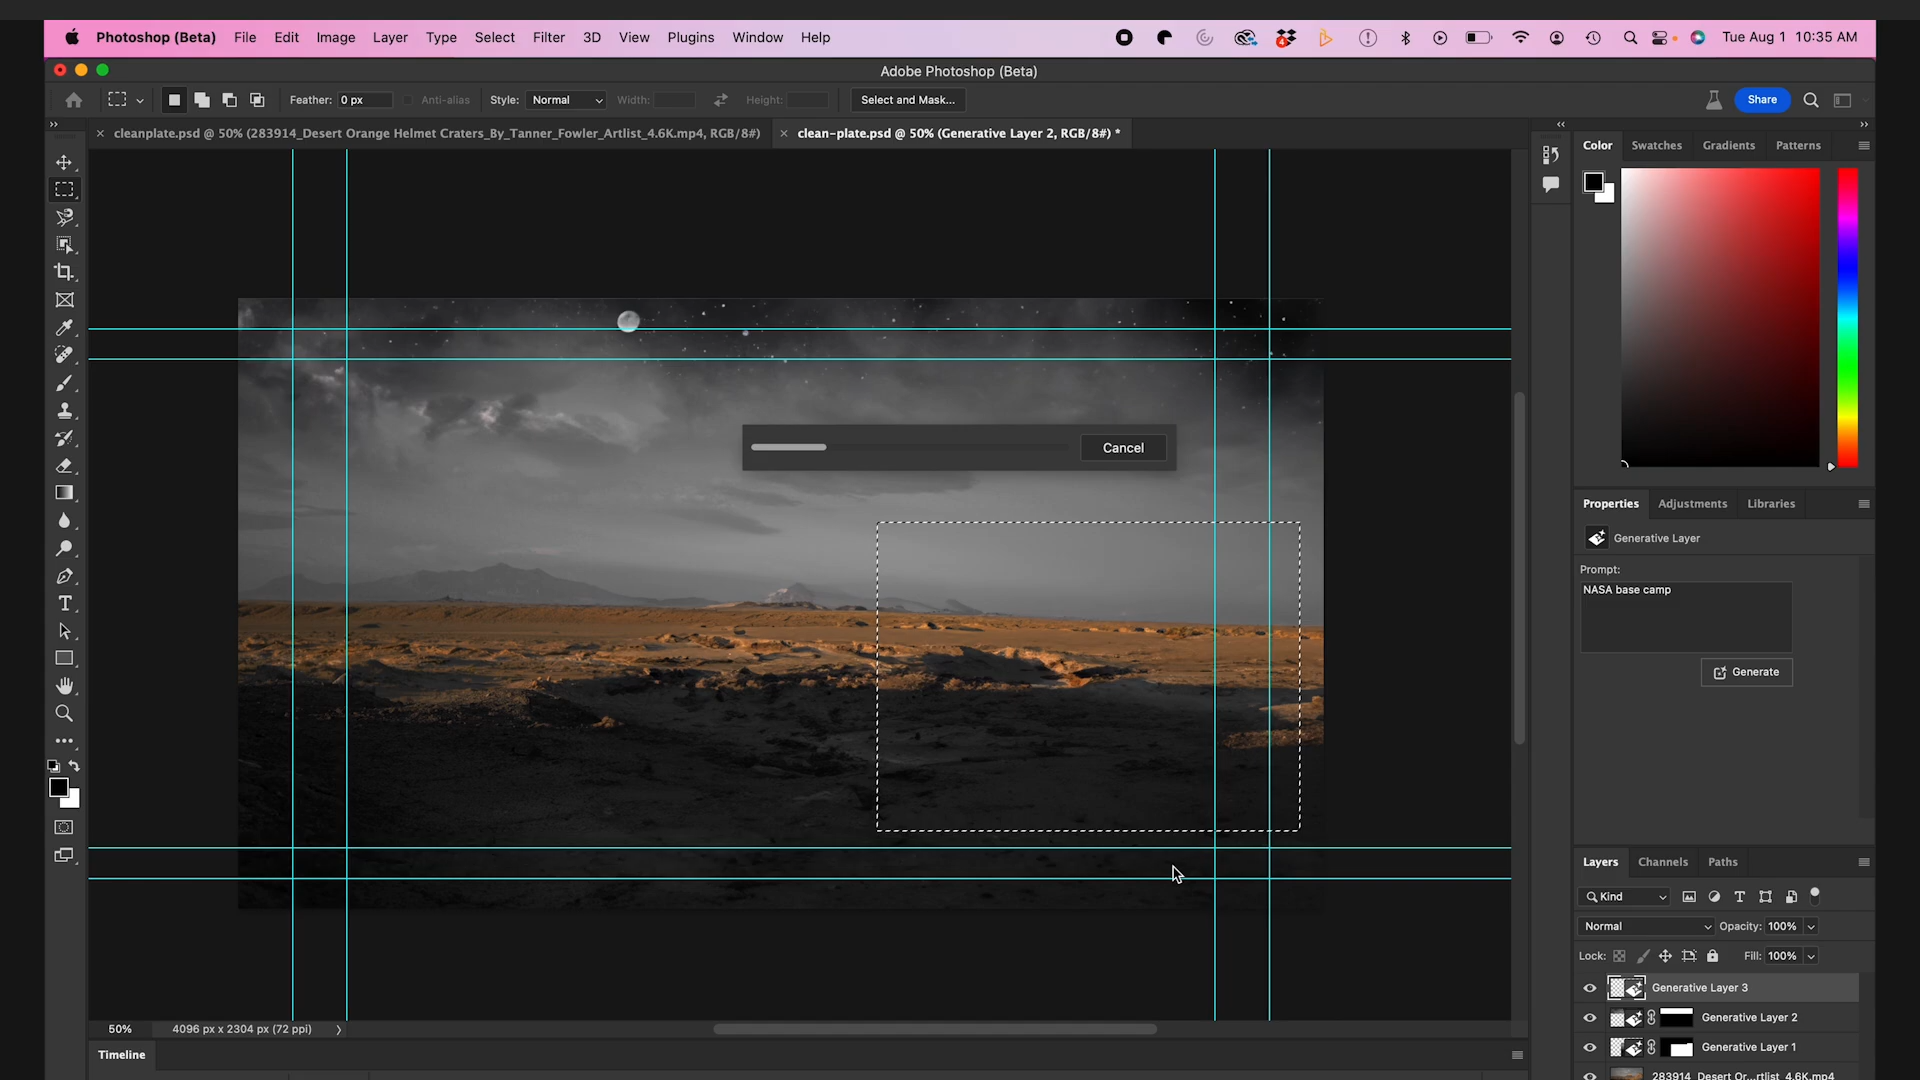 Photoshop (Beta) File Edit Image Layer Type Select Filter 3D View Plugins Window Help 4 Tue Aug 1 10:35 AM
Adobe Photoshop (Beta)
Feather: 0 px Anti-alias Style: Normal Width: Height: Select and Mask... Share
× cleanplate.psd @ 50% (283914_Desert Orange Helmet Craters_By_Tanner_Fowler_Artlist_4.6K.mp4, RGB/8#) × clean-plate.psd @ 50% (Generative Layer 2, RGB/8#) *
Color Swatches Gradients Patterns
Cancel
Properties Adjustments Libraries
Generative Layer
Prompt:
NASA base camp
Generate
Layers Channels Paths
Kind
Normal Opacity: 100%
Lock: Fill: 100%
Generative Layer 3
Generative Layer 2
Generative Layer 1
283914_Desert Or...rtlist_4.6K.mp4
50% 4096 px x 2304 px (72 ppi)
Timeline